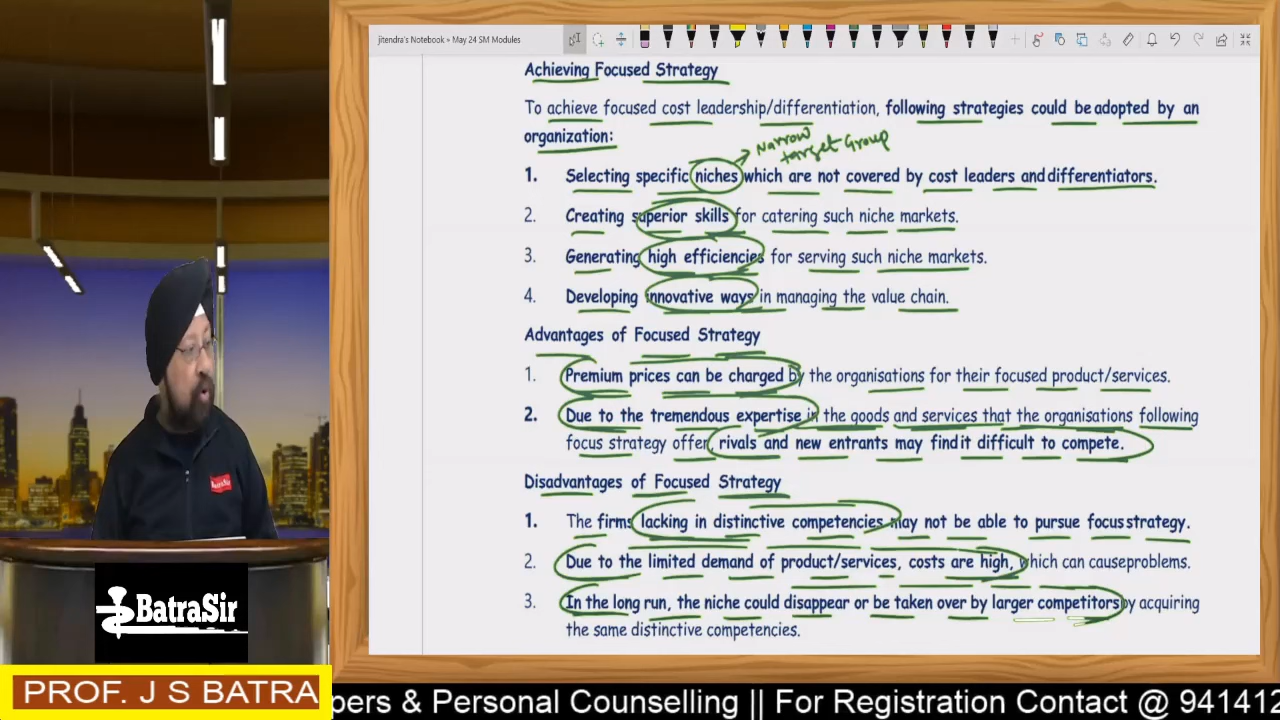 jitendra's Notebook » May 24 SM Modules
Achieving Focused Strategy
To achieve focused cost leadership/differentiation, following strategies could be adopted by an
organization:
Narrow
target Group
1. Selecting specific niches which are not covered by cost leaders and differentiators.
2. Creating superior skills for catering such niche markets.
3. Generating high efficiencies for serving such niche markets.
4. Developing innovative ways in managing the value chain.
Advantages of Focused Strategy
1. Premium prices can be charged by the organisations for their focused product/services.
2. Due to the tremendous expertise in the goods and services that the organisations following
focus strategy offer, rivals and new entrants may find it difficult to compete.
Disadvantages of Focused Strategy
1. The firms lacking in distinctive competencies may not be able to pursue focus strategy.
2. Due to the limited demand of product/services, costs are high, which can cause problems.
3. In the long run, the niche could disappear or be taken over by larger competitors by acquiring
the same distinctive competencies.
BatraSir
BatraSir
PROF. J S BATRA
pers & Personal Counselling || For Registration Contact @ 941412